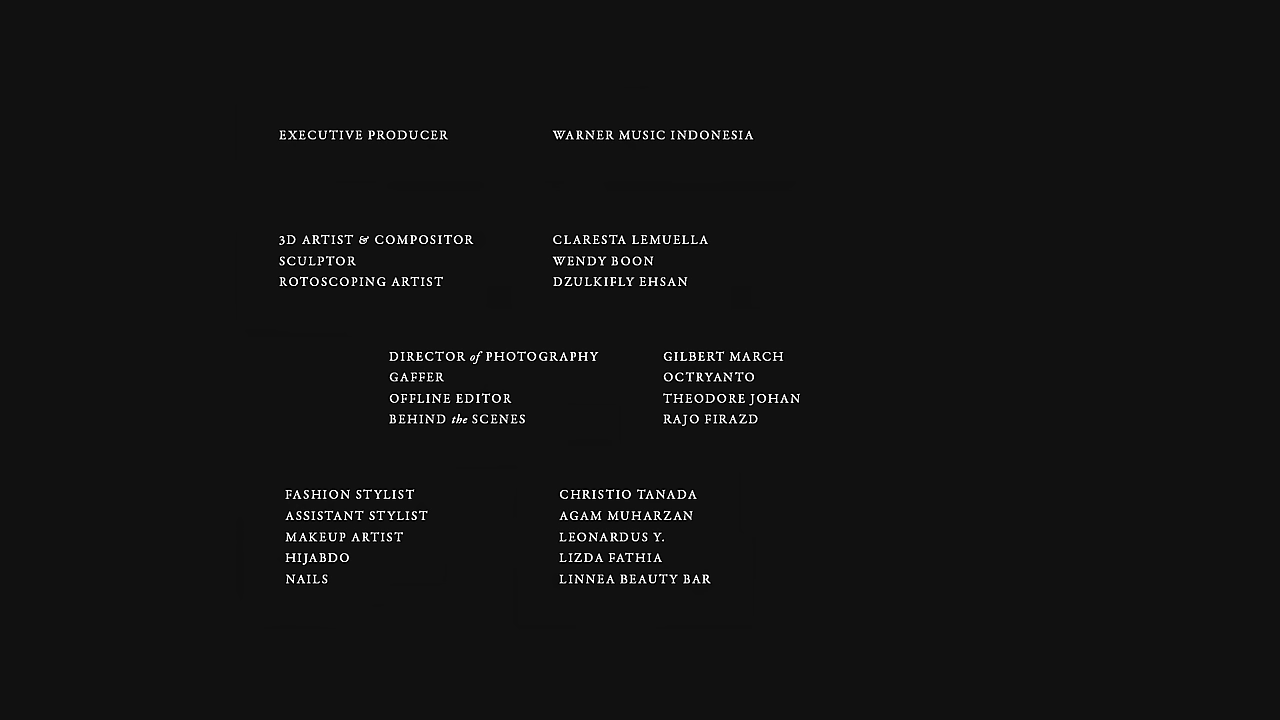 EXECUTIVE PRODUCER WARNER MUSIC INDONESIA
3D ARTIST & COMPOSITOR CLARESTA LEMUELLA
SCULPTOR WENDY BOON
ROTOSCOPING ARTIST DZULKIFLY EHSAN
DIRECTOR of PHOTOGRAPHY GILBERT MARCH
GAFFER OCTRYANTO
OFFLINE EDITOR THEODORE JOHAN
BEHIND the SCENES RAJO FIRAZD
FASHION STYLIST CHRISTIO TANADA
ASSISTANT STYLIST AGAM MUHARZAN
MAKEUP ARTIST LEONARDUS Y.
HIJABDO LIZDA FATHIA
NAILS LINNEA BEAUTY BAR